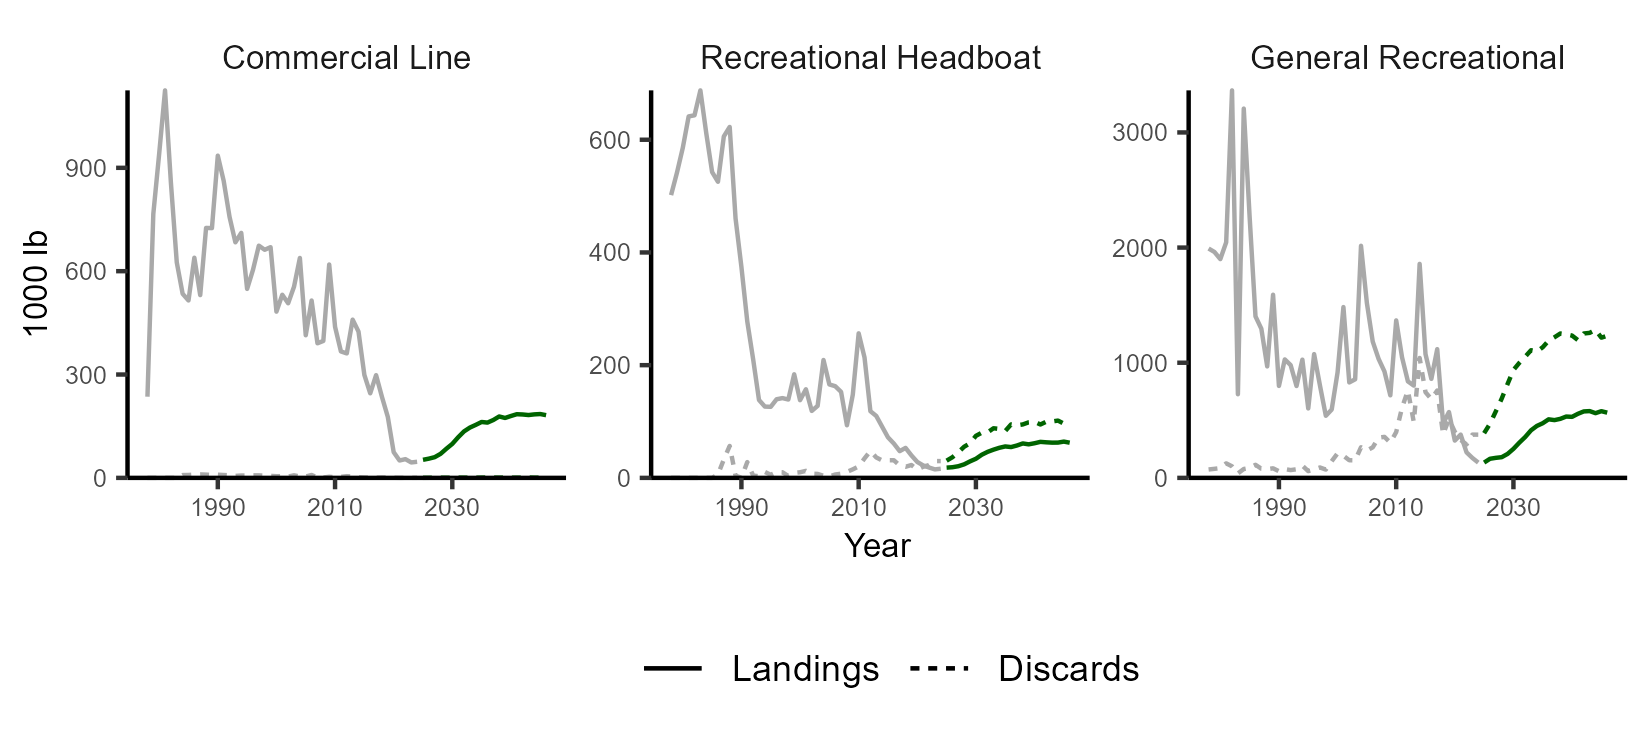 Commercial Line
Recreational Headboat
General Recreational
1000 lb
900
600
300
0
600
400
200
0
3000
2000
1000
0
1990 2010 2030
1990 2010 2030
1990 2010 2030
Year
Landings Discards